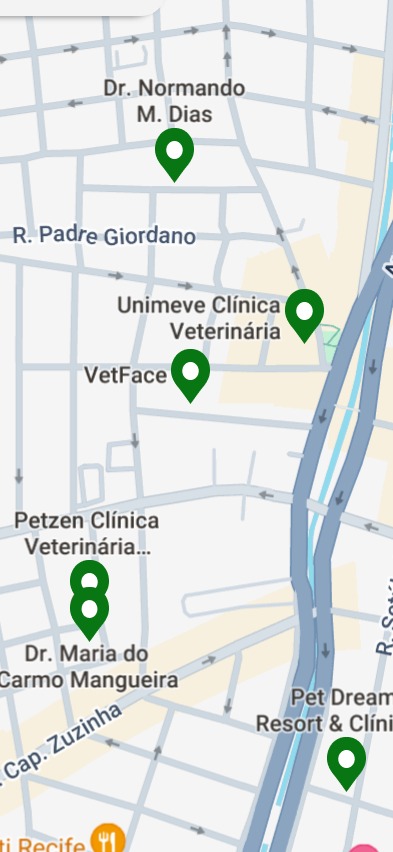 Dr. Normando
M. Dias
R. Padre Giordano
Unimeve Clínica
Veterinária
VetFace
Petzen Clínica
Veterinária...
Dr. Maria do
Carmo Mangueira
Pet Dream
Resort & Clíni
Cap. Zuzinha
ti Recife